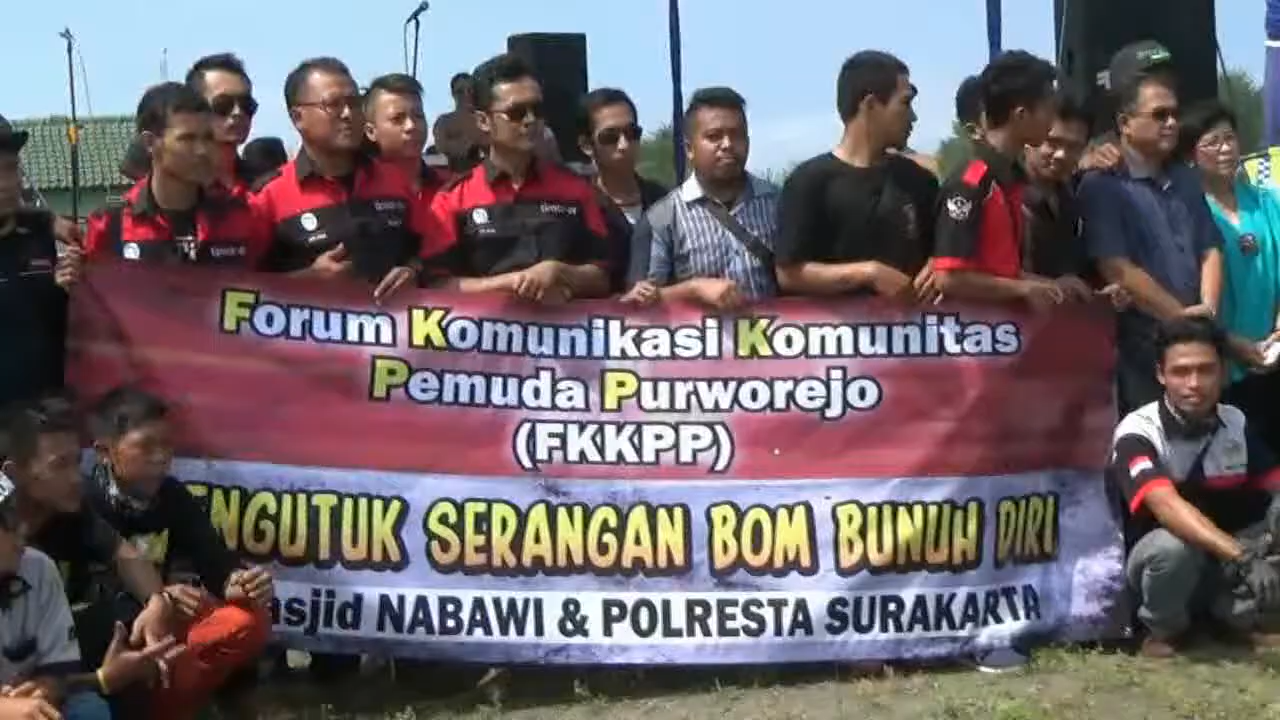 Forum Komunikasi Komunitas
Pemuda Purworejo
(FKKPP)
ENGUTUK SERANGAN BOM BUNUH DIRI
asjid NABAWI & POLRESTA SURAKARTA